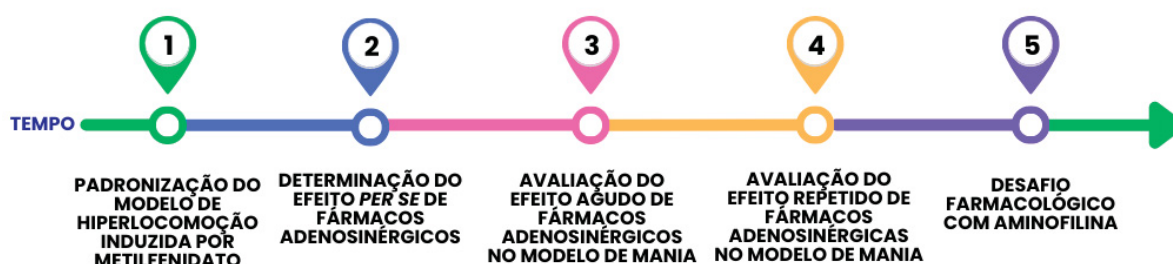 1
2
3
4
5
TEMPO
PADRONIZAÇÃO DO
MODELO DE
HIPERLOCOMOÇÃO
INDUZIDA POR
METILFENIDATO
DETERMINAÇÃO DO
EFEITO PER SE DE
FÁRMACOS
ADENOSINÉRGICOS
AVALIAÇÃO DO
EFEITO AGUDO DE
FÁRMACOS
ADENOSINÉRGICOS
NO MODELO DE MANIA
AVALIAÇÃO DO
EFEITO REPETIDO DE
FÁRMACOS
ADENOSINÉRGICAS
NO MODELO DE MANIA
DESAFIO
FARMACOLÓGICO
COM AMINOFILINA